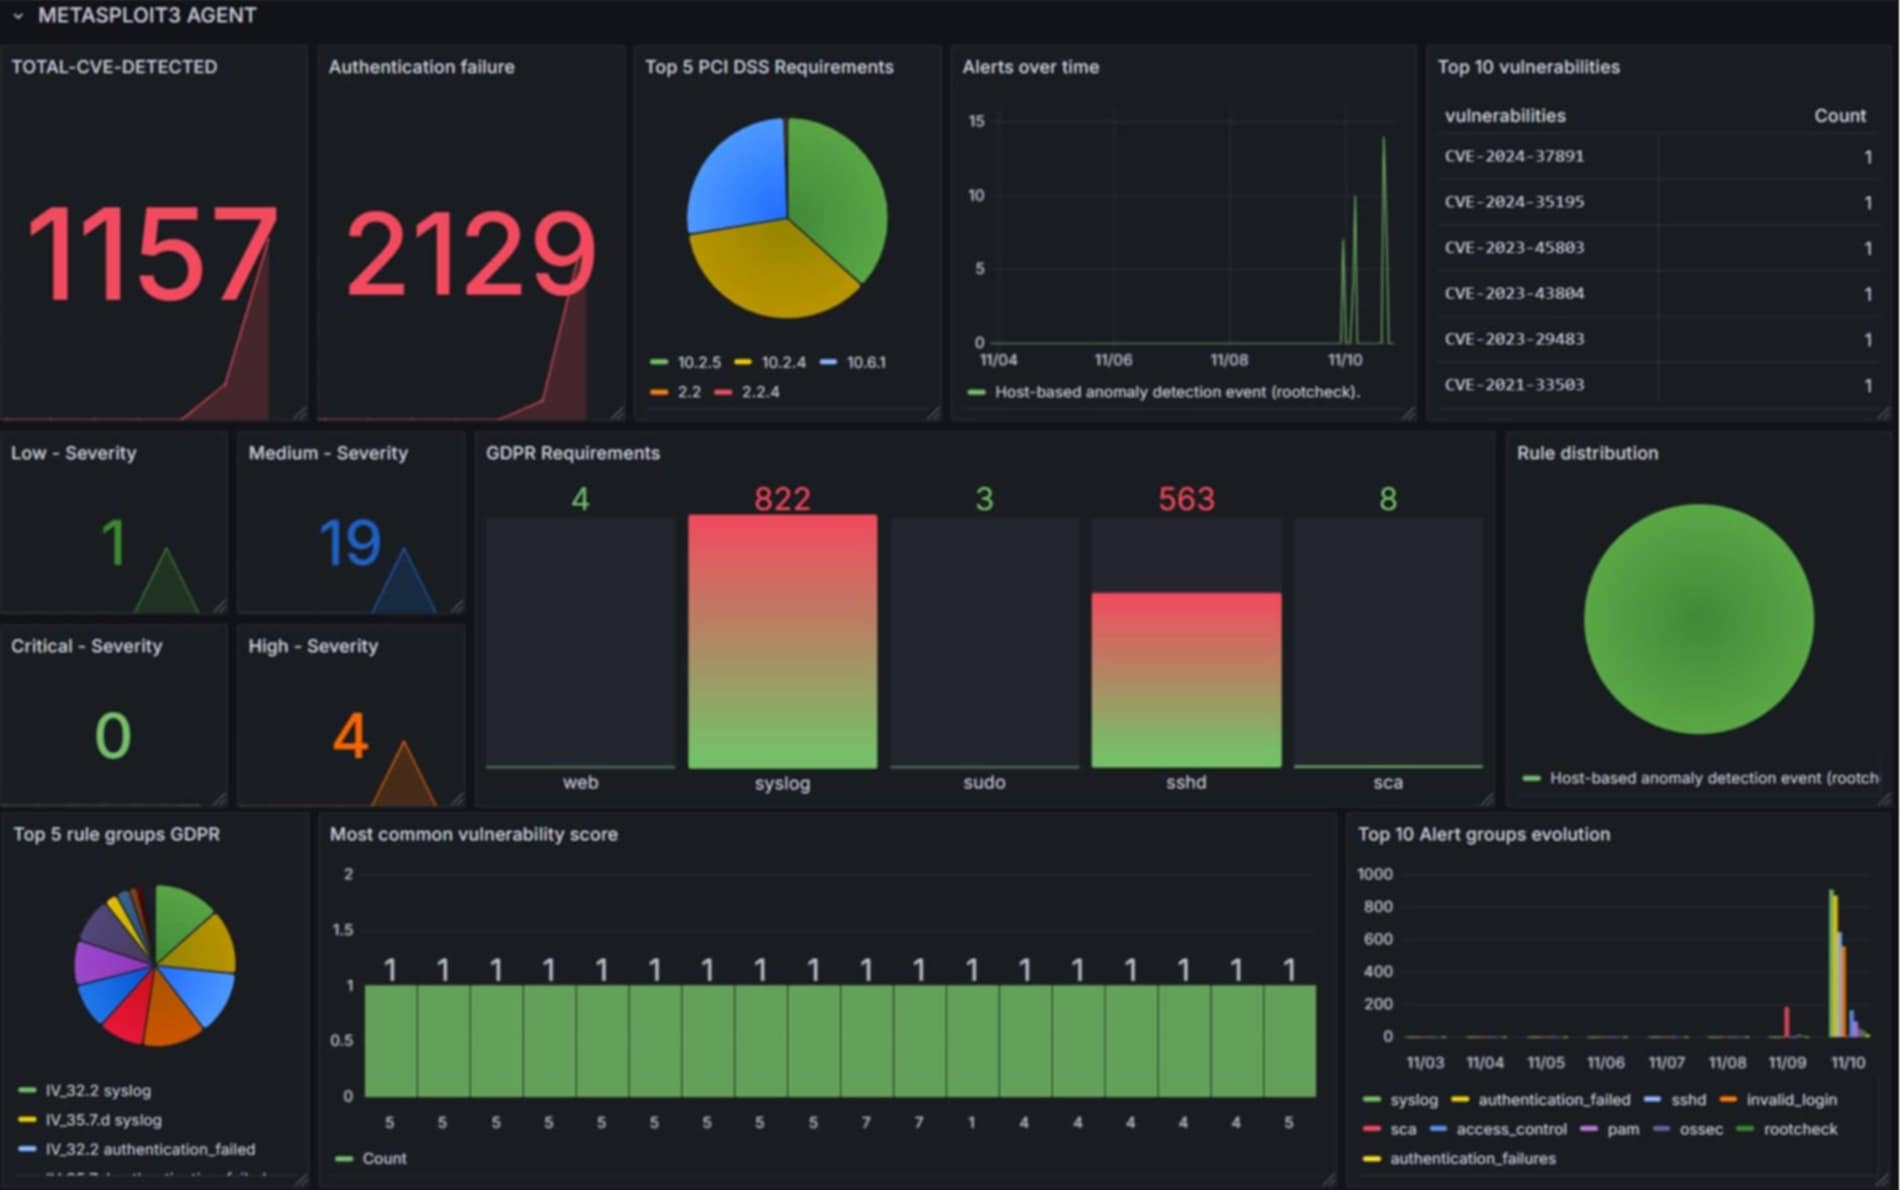 METASPLOIT3 AGENT
TOTAL-CVE-DETECTED
1157
Authentication failure
2129
Top 5 PCI DSS Requirements
10.2.5 10.2.4 10.6.1
2.2 2.2.4
Alerts over time
15
10
5
0
11/04 11/06 11/08 11/10
Host-based anomaly detection event (rootcheck).
Top 10 vulnerabilities
vulnerabilities Count
CVE-2024-37891 1
CVE-2024-35195 1
CVE-2023-45803 1
CVE-2023-43804 1
CVE-2023-29483 1
CVE-2021-33503 1
Low - Severity
1
Medium - Severity
19
Critical - Severity
0
High - Severity
4
GDPR Requirements
4 822 3 563 8
web syslog sudo sshd sca
Rule distribution
Host-based anomaly detection event (rootch
Top 5 rule groups GDPR
IV_32.2 syslog
IV_35.7.d syslog
IV_32.2 authentication_failed
Most common vulnerability score
2
1.5
1 1 1 1 1 1 1 1 1 1 1 1 1 1 1 1 1 1
1
0.5
0
5 5 5 5 5 5 5 5 5 7 7 1 4 4 4 4 4 5
Count
Top 10 Alert groups evolution
1000
800
600
400
200
0
11/03 11/04 11/05 11/06 11/07 11/08 11/09 11/10
syslog authentication_failed sshd invalid_login
sca access_control pam ossec rootcheck
authentication_failures